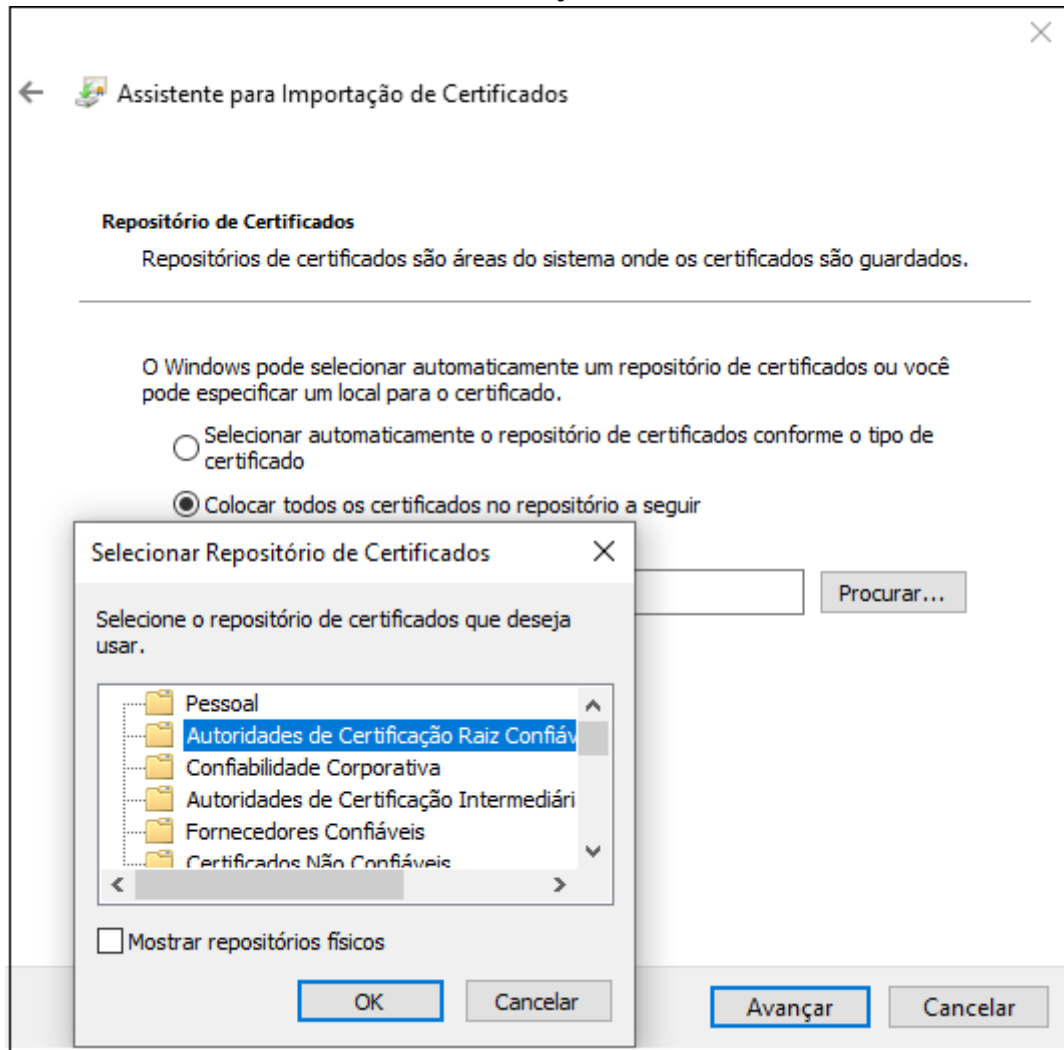 Assistente para Importação de Certificados
Repositório de Certificados
Repositórios de certificados são áreas do sistema onde os certificados são guardados.
O Windows pode selecionar automaticamente um repositório de certificados ou você
pode especificar um local para o certificado.
Selecionar automaticamente o repositório de certificados conforme o tipo de
certificado
Colocar todos os certificados no repositório a seguir
Procurar...
Selecionar Repositório de Certificados
Selecione o repositório de certificados que deseja
usar.
Pessoal
Autoridades de Certificação Raiz Confiáv
Confiabilidade Corporativa
Autoridades de Certificação Intermediári
Fornecedores Confiáveis
Certificados Não Confiáveis
Mostrar repositórios físicos
OK
Cancelar
Avançar
Cancelar